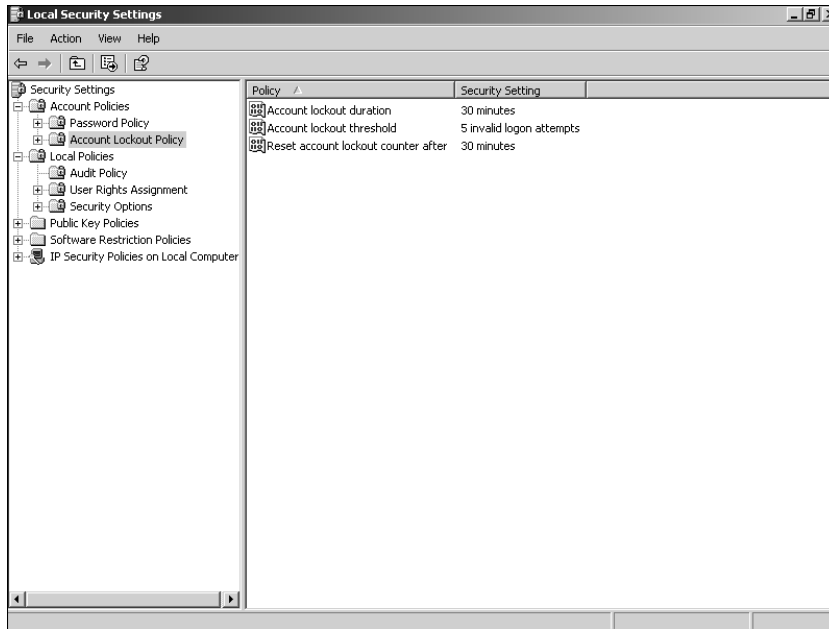 Local Security Settings
File Action View Help
Security Settings
Account Policies
Password Policy
Account Lockout Policy
Local Policies
Audit Policy
User Rights Assignment
Security Options
Public Key Policies
Software Restriction Policies
IP Security Policies on Local Computer
Policy Security Setting
Account lockout duration 30 minutes
Account lockout threshold 5 invalid logon attempts
Reset account lockout counter after 30 minutes